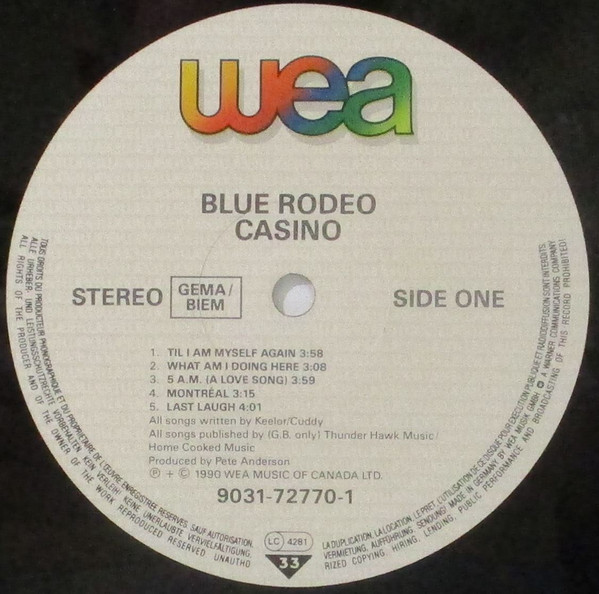 wea
BLUE RODEO
CASINO
STEREO
GEMA/
BIEM
SIDE ONE
1. TIL I AM MYSELF AGAIN 3:58
2. WHAT AM I DOING HERE 3:08
3. 5 A.M. (A LOVE SONG) 3:59
4. MONTRÉAL 3:15
5. LAST LAUGH 4:01
All songs written by Keelor/Cuddy
All songs published by (G.B. only) Thunder Hawk Music/
Home Cooked Music
Produced by Pete Anderson
℗ + © 1990 WEA MUSIC OF CANADA LTD.
9031-72770-1
LC 4281
33
TOUS DROITS DU PRODUCTEUR PHONOGRAPHIQUE ET DU PROPRIETAIRE DE L'ŒUVRE ENREGISTREE RESERVES. SAUF AUTORISATION,
LA DUPLICATION, LA LOCATION, LE PRET, L'UTILISATION DE CE DISQUE POUR EXECUTION PUBLIQUE ET RADIODIFFUSION SONT INTERDITS.
ALLE URHEBER- UND LEISTUNGSSCHUTZRECHTE VORBEHALTEN. KEIN VERLEIH! KEINE UNERLAUBTE VERVIELFÄLTIGUNG,
VERMIETUNG, AUFFÜHRUNG, SENDUNG! MADE IN GERMANY BY WEA MUSIK GMBH A WARNER COMMUNICATIONS COMPANY
ALL RIGHTS OF THE PRODUCER AND OF THE OWNER OF THE WORK REPRODUCED RESERVED UNAUTHO
RIZED COPYING, HIRING, LENDING, PUBLIC PERFORMANCE AND BROADCASTING OF THIS RECORD PROHIBITED!